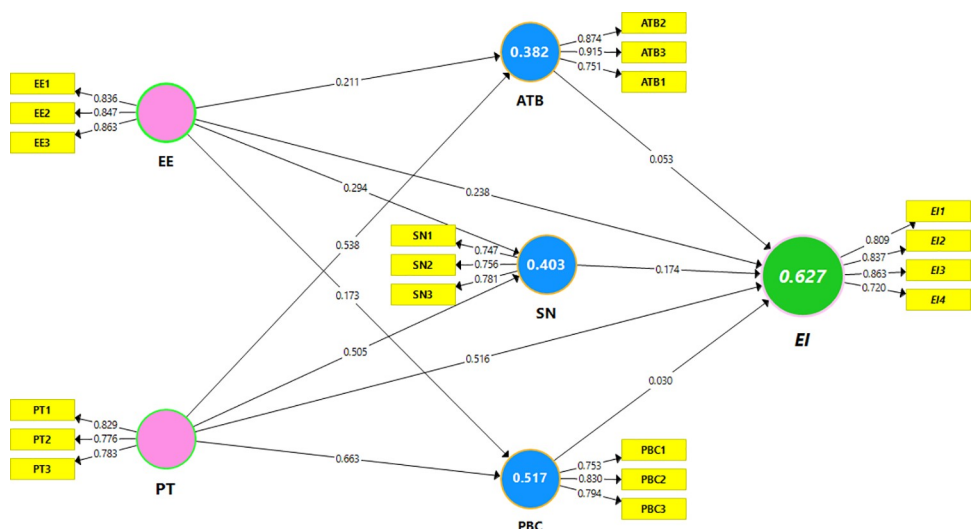 ATB2
0.874
0.382
0.915
ATB3
0.751
ATB1
ATB
EE1
0.836
EE2
0.847
EE3
0.863
EE
0.211
0.053
0.294
0.238
0.538
0.173
SN1
0.747
SN2
0.756
SN3
0.781
0.403
SN
0.174
EI1
0.809
EI2
0.837
0.627
0.863
EI3
0.720
EI4
EI
0.505
0.516
0.030
PT1
0.829
PT2
0.776
PT3
0.783
PT
0.663
0.517
PBC1
0.753
0.830
PBC2
0.794
PBC3
PBC